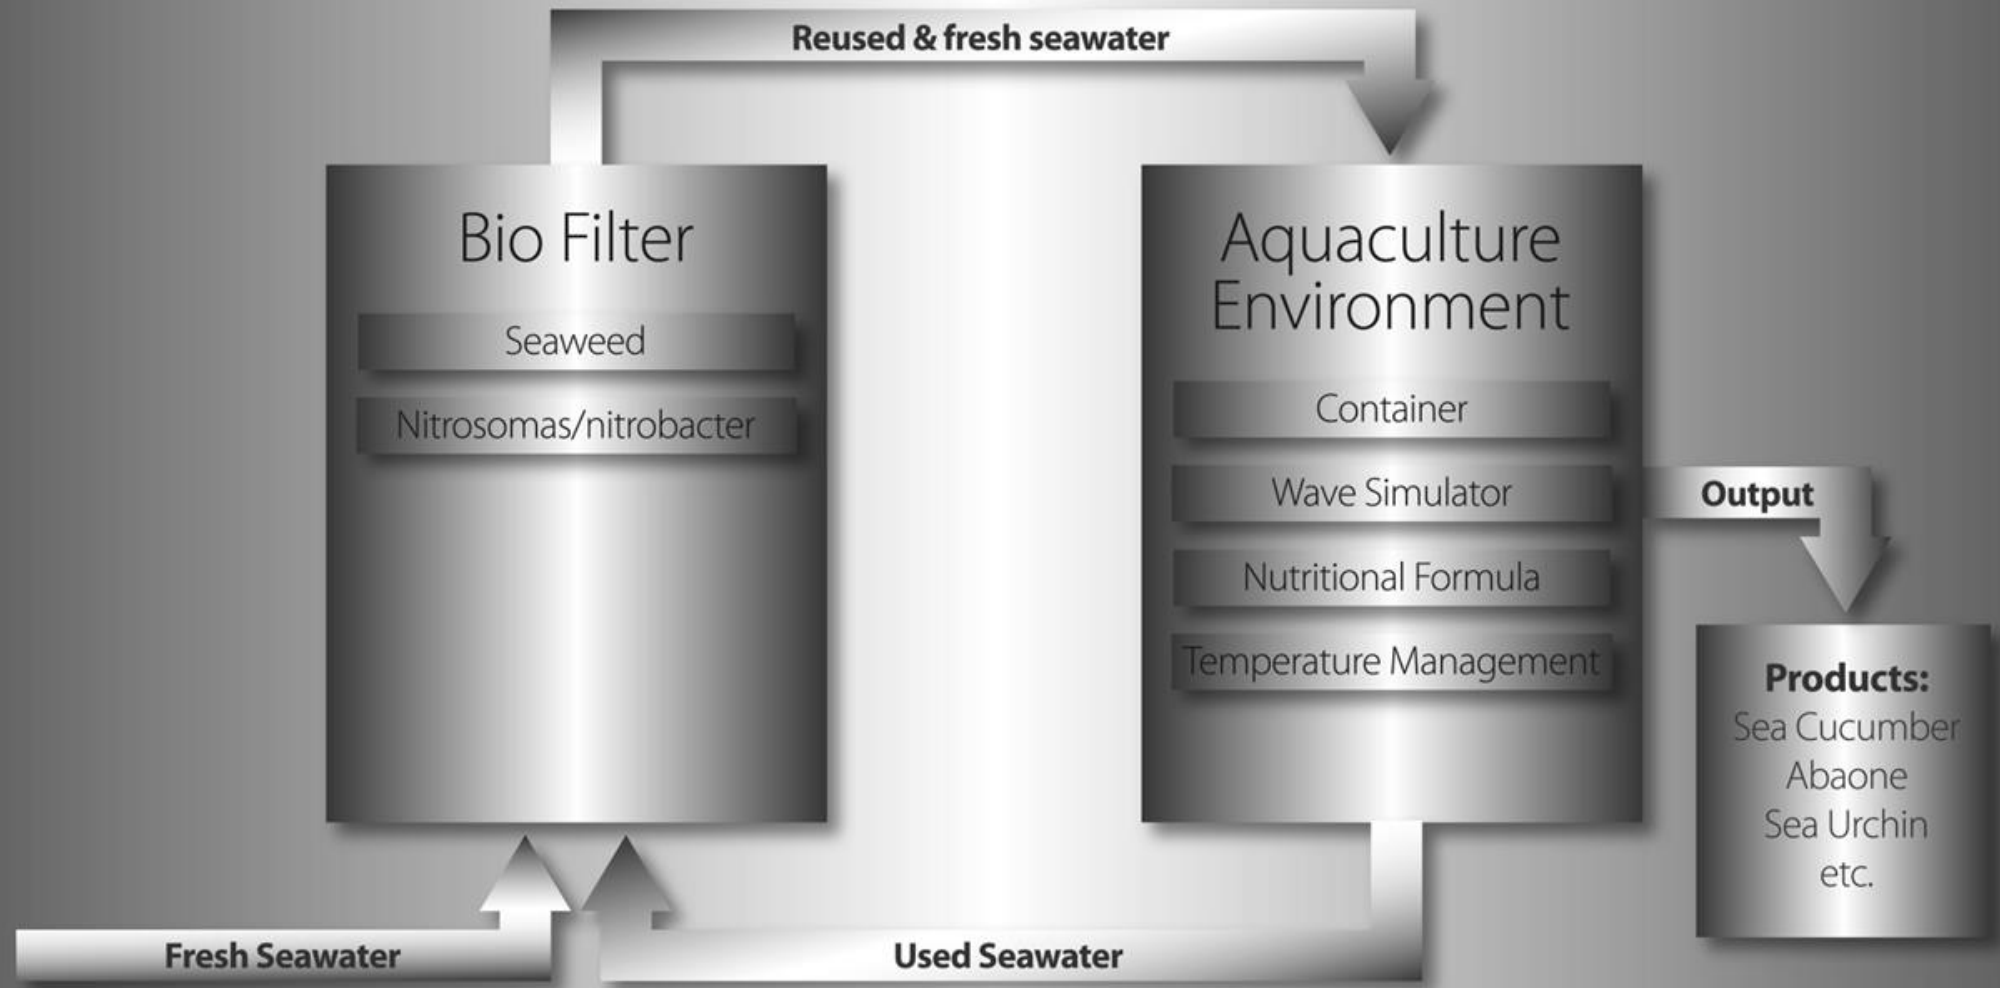 Reused & fresh seawater
Bio Filter
Seaweed
Nitrosomas/nitrobacter
Aquaculture
Environment
Container
Wave Simulator
Nutritional Formula
Temperature Management
Output
Products:
Sea Cucumber
Abaone
Sea Urchin
etc.
Fresh Seawater
Used Seawater